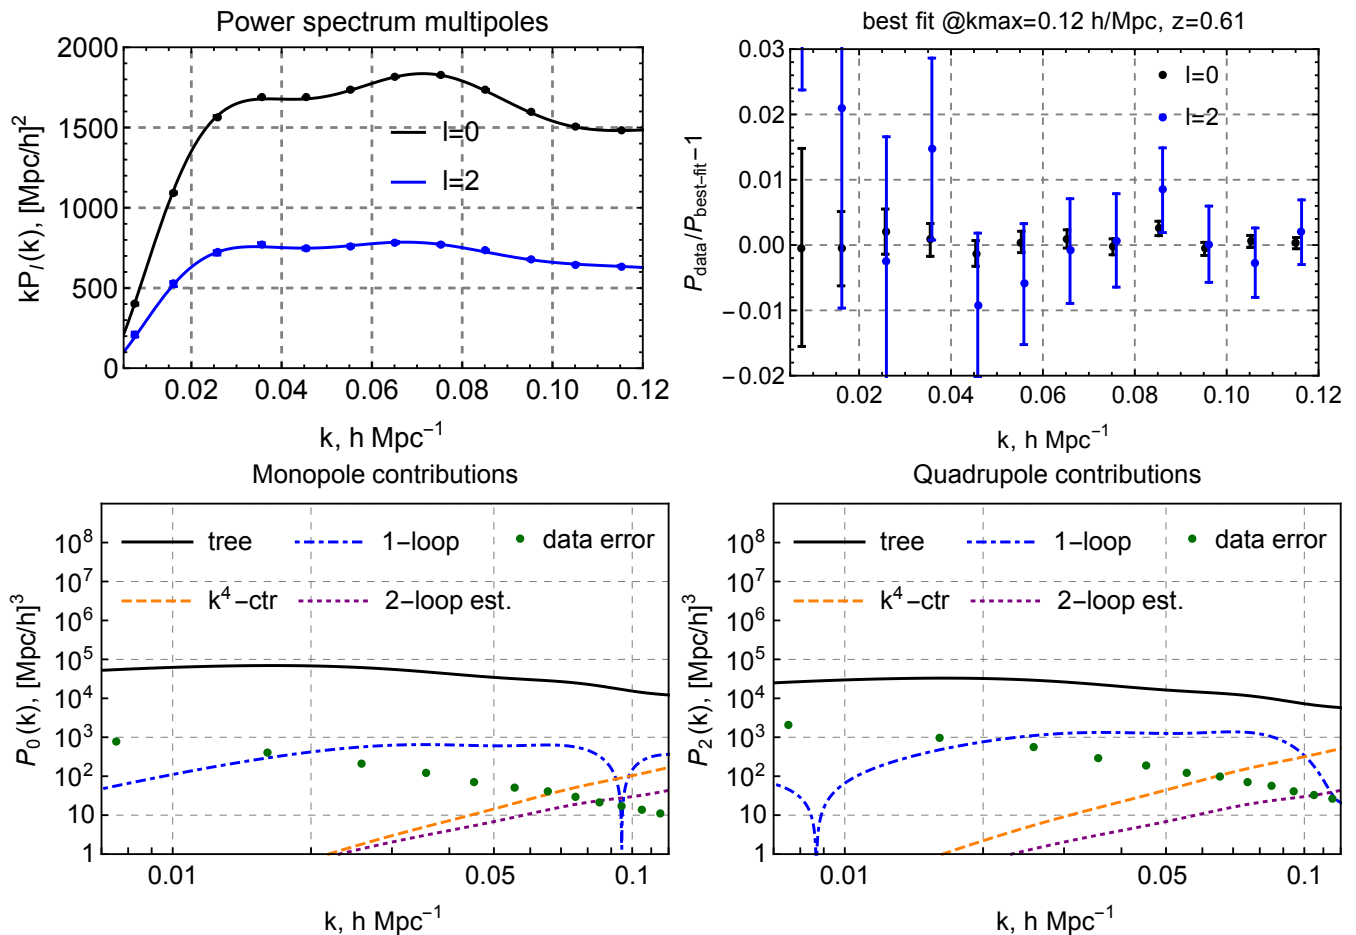 Power spectrum multipoles
2000
1500
1000
500
0
kP_l(k), [Mpc/h]^2
l=0
l=2
0.02 0.04 0.06 0.08 0.10 0.12
k, h Mpc^−1
best fit @kmax=0.12 h/Mpc, z=0.61
0.03
0.02
0.01
0.00
−0.01
−0.02
P_data/P_best−fit−1
l=0
l=2
0.02 0.04 0.06 0.08 0.10 0.12
k, h Mpc^−1
Monopole contributions
tree 1−loop data error
k^4−ctr 2−loop est.
10^8
10^7
10^6
10^5
10^4
10^3
10^2
10
1
P_0(k), [Mpc/h]^3
0.01 0.05 0.1
k, h Mpc^−1
Quadrupole contributions
tree 1−loop data error
k^4−ctr 2−loop est.
10^8
10^7
10^6
10^5
10^4
10^3
10^2
10
1
P_2(k), [Mpc/h]^3
0.01 0.05 0.1
k, h Mpc^−1